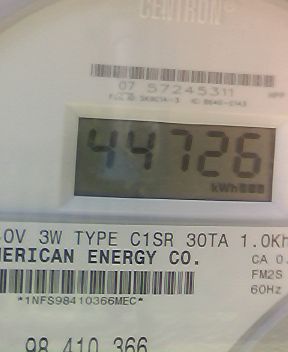 CENTRON®
07 57245311
44726
kWh
0V 3W TYPE C1SR 30TA 1.0Kh
MERICAN ENERGY CO.
CA 0.
FM2S
60Hz
*1NFS98410366MEC*
98 410 366